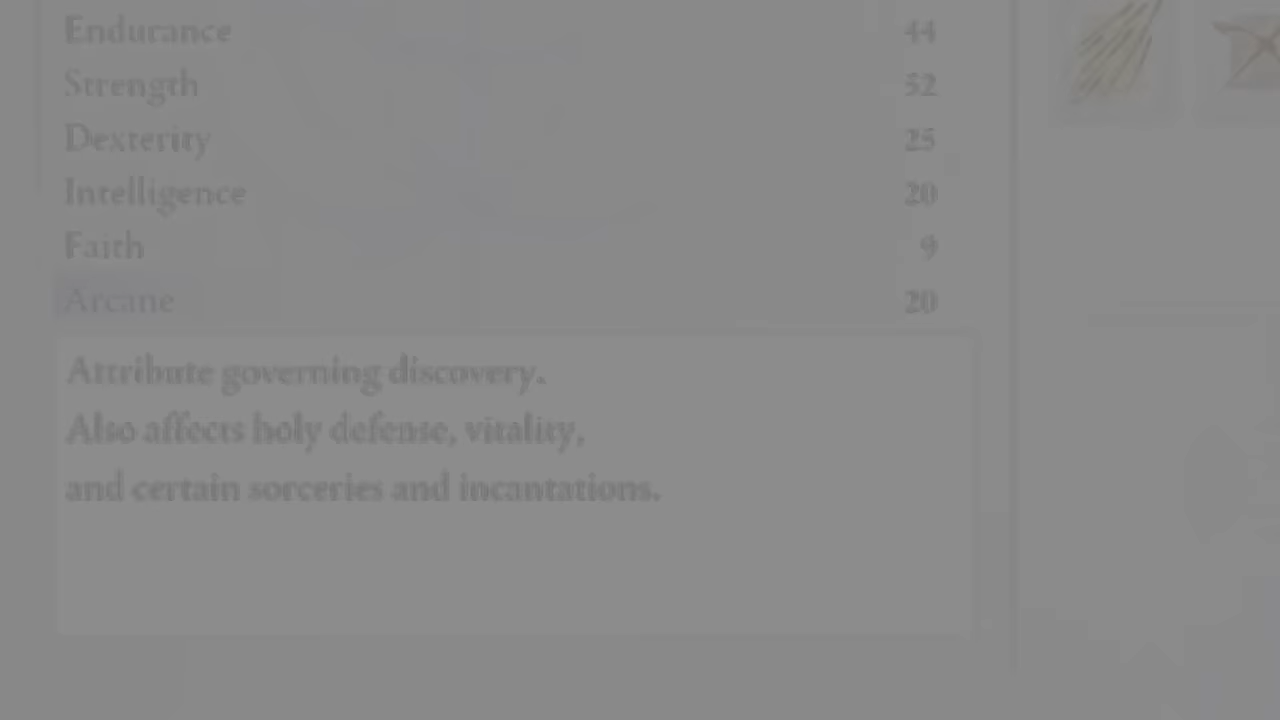 Endurance 44
Strength 52
Dexterity 25
Intelligence 20
Faith 9
Arcane 20
Attribute governing discovery.
Also affects holy defense, vitality,
and certain sorceries and incantations.